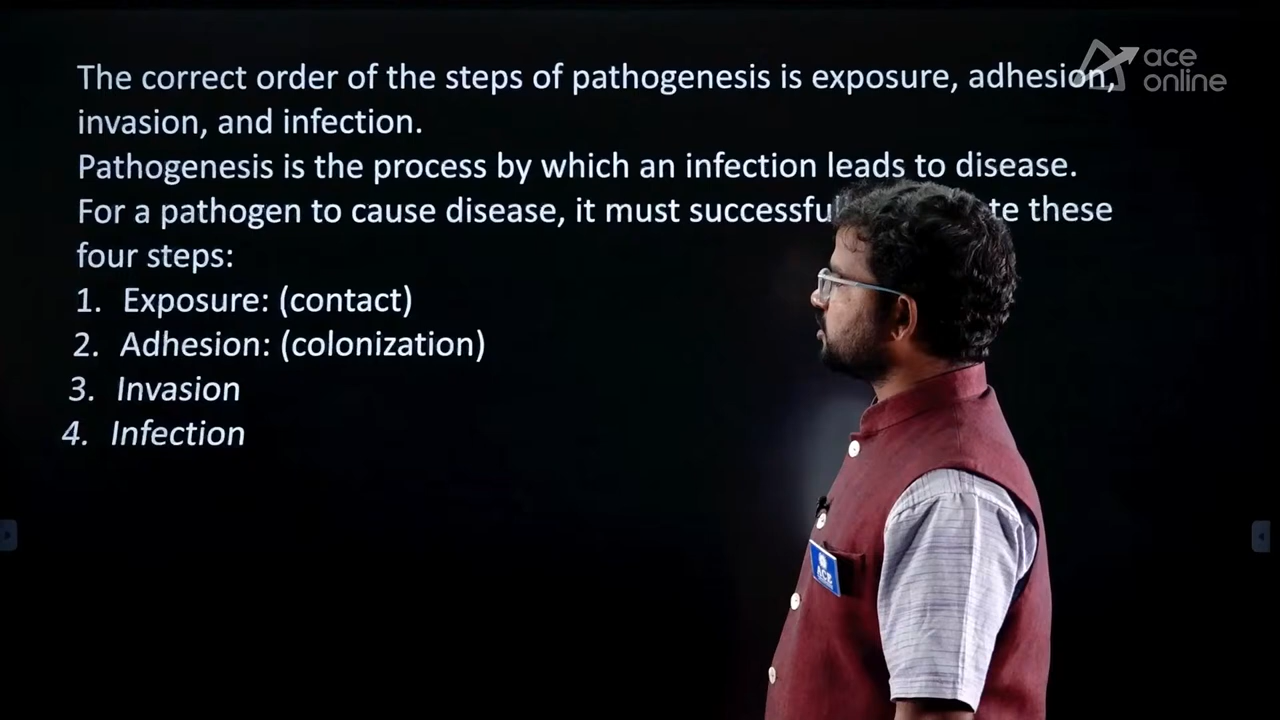 The correct order of the steps of pathogenesis is exposure, adhesion,
invasion, and infection.
Pathogenesis is the process by which an infection leads to disease.
For a pathogen to cause disease, it must these
four steps:
1. Exposure: (contact)
2. Adhesion: (colonization)
3. Invasion
4. Infection
ace
online
ACE